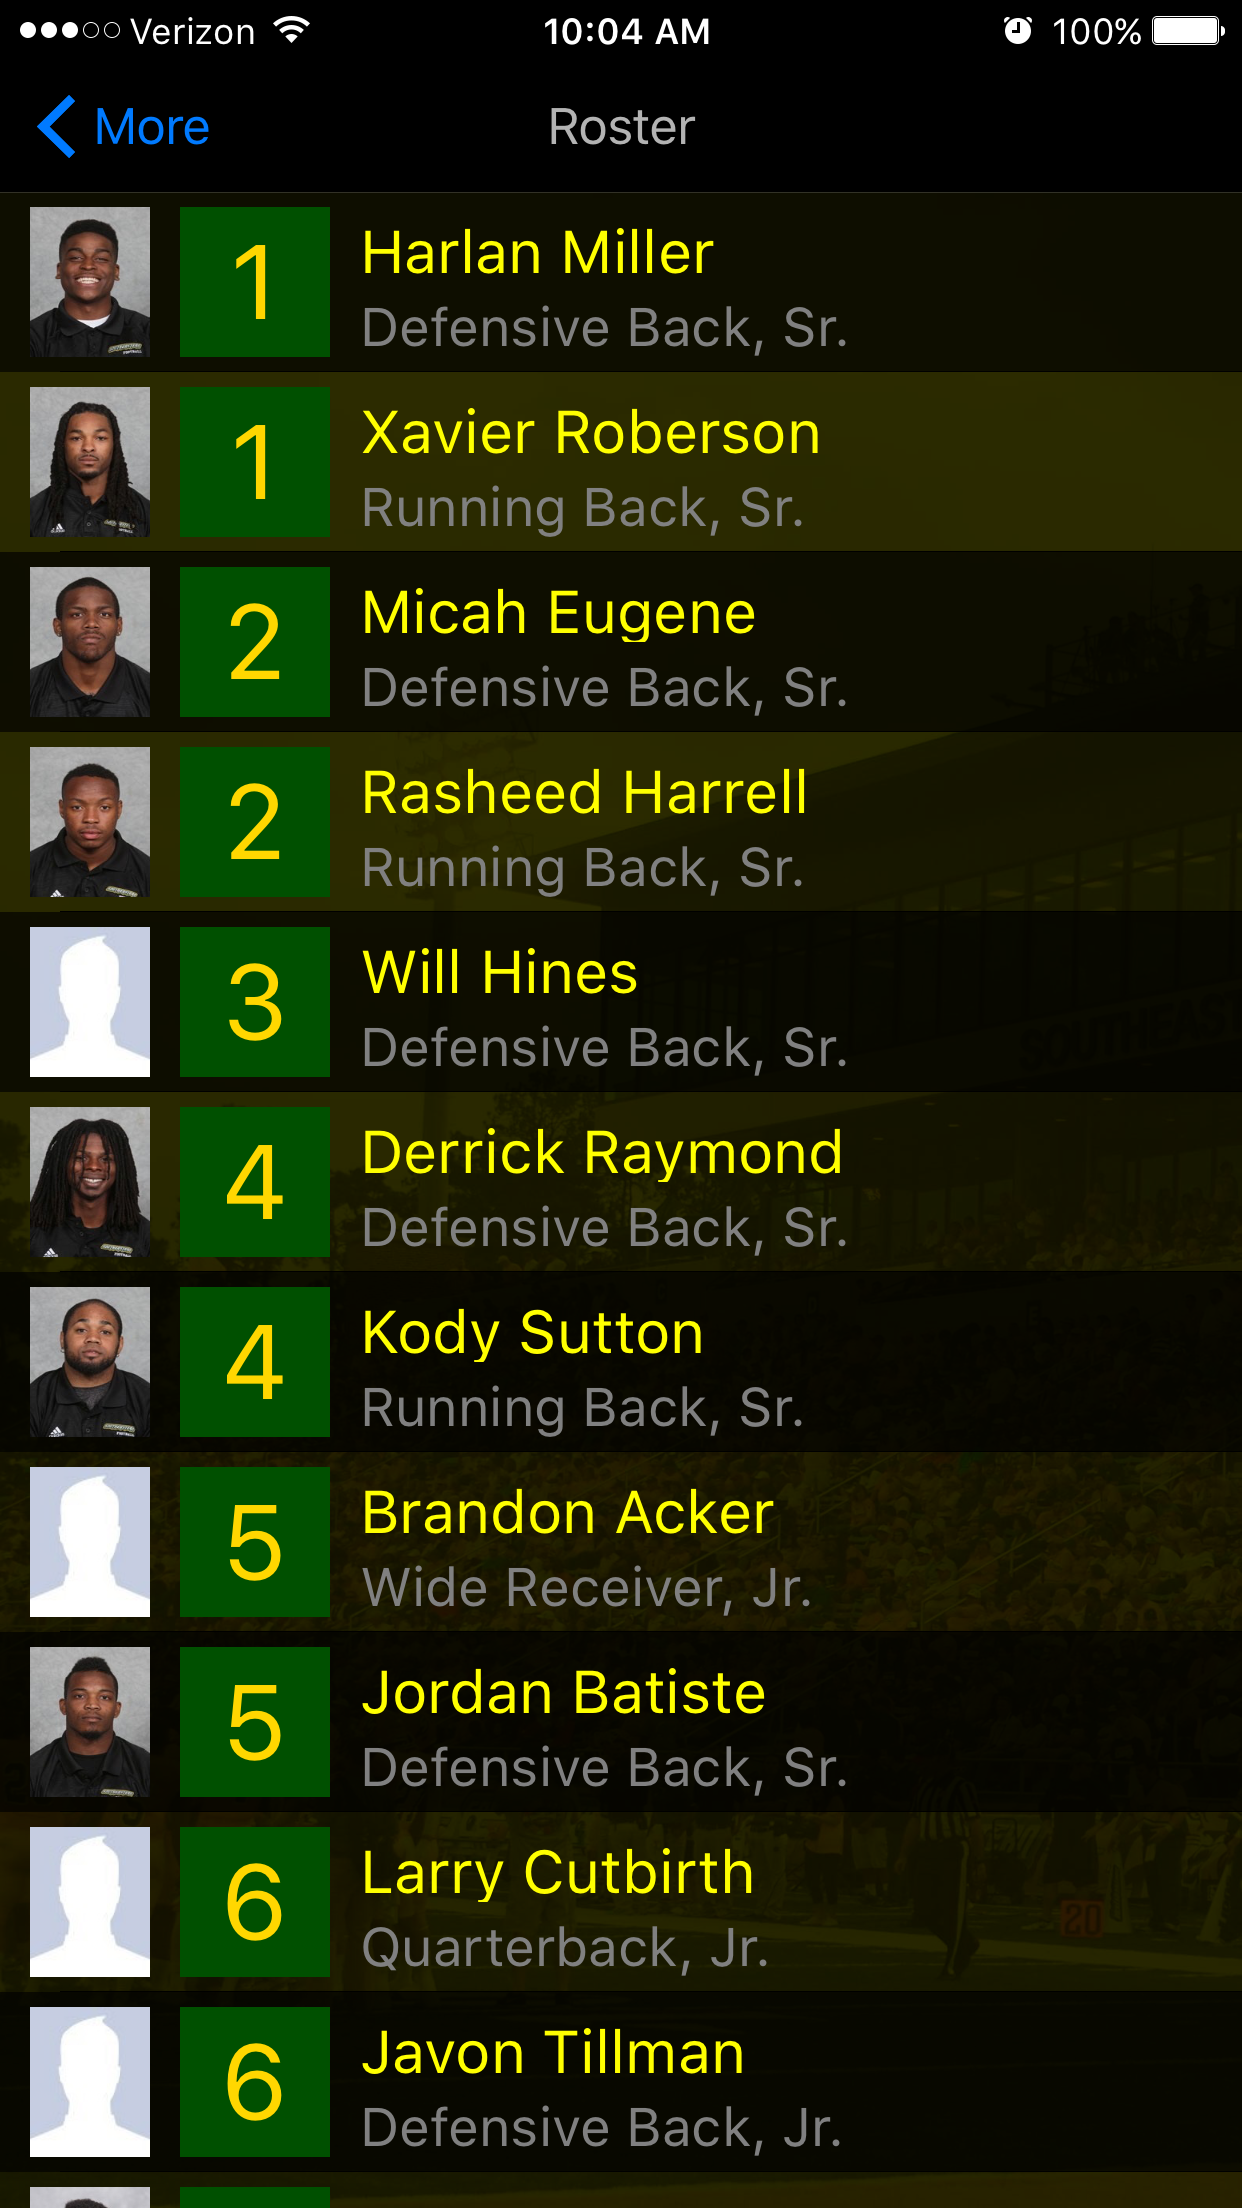 Verizon 10:04 AM 100%
More Roster
1 Harlan Miller
Defensive Back, Sr.
1 Xavier Roberson
Running Back, Sr.
2 Micah Eugene
Defensive Back, Sr.
2 Rasheed Harrell
Running Back, Sr.
3 Will Hines
Defensive Back, Sr.
SOUTHEAST
4 Derrick Raymond
Defensive Back, Sr.
4 Kody Sutton
Running Back, Sr.
5 Brandon Acker
Wide Receiver, Jr.
5 Jordan Batiste
Defensive Back, Sr.
6 Larry Cutbirth
Quarterback, Jr.
20
6 Javon Tillman
Defensive Back, Jr.